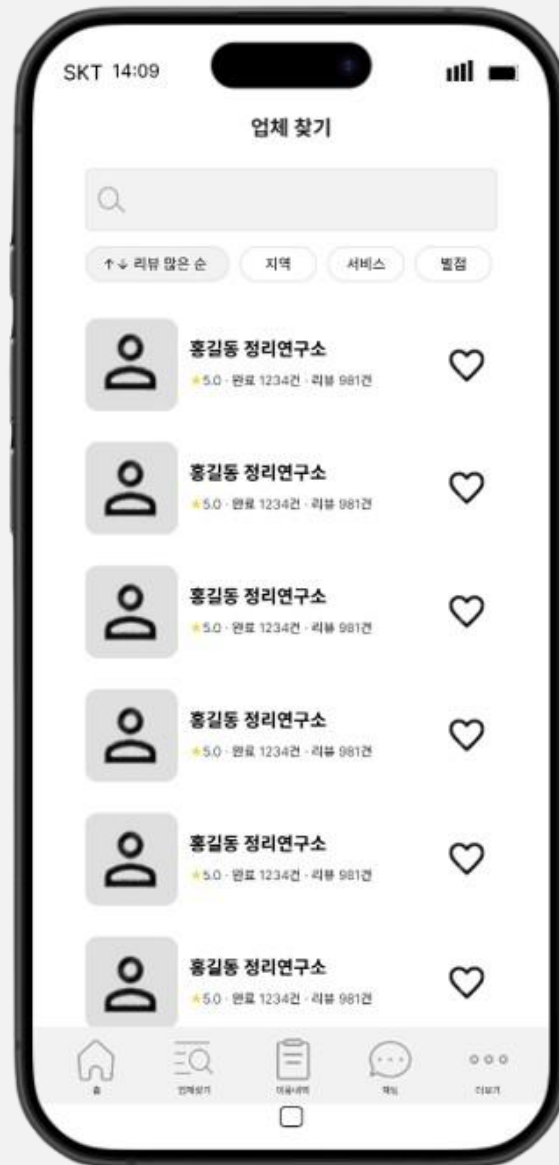 SKT 14:09
업체 찾기
↑↓ 리뷰 많은 순 지역 서비스 별점
홍길동 정리연구소
★5.0 · 완료 1234건 · 리뷰 981건
홍길동 정리연구소
★5.0 · 완료 1234건 · 리뷰 981건
홍길동 정리연구소
★5.0 · 완료 1234건 · 리뷰 981건
홍길동 정리연구소
★5.0 · 완료 1234건 · 리뷰 981건
홍길동 정리연구소
★5.0 · 완료 1234건 · 리뷰 981건
홍길동 정리연구소
★5.0 · 완료 1234건 · 리뷰 981건
홈 업체찾기 이용내역 채팅 더보기